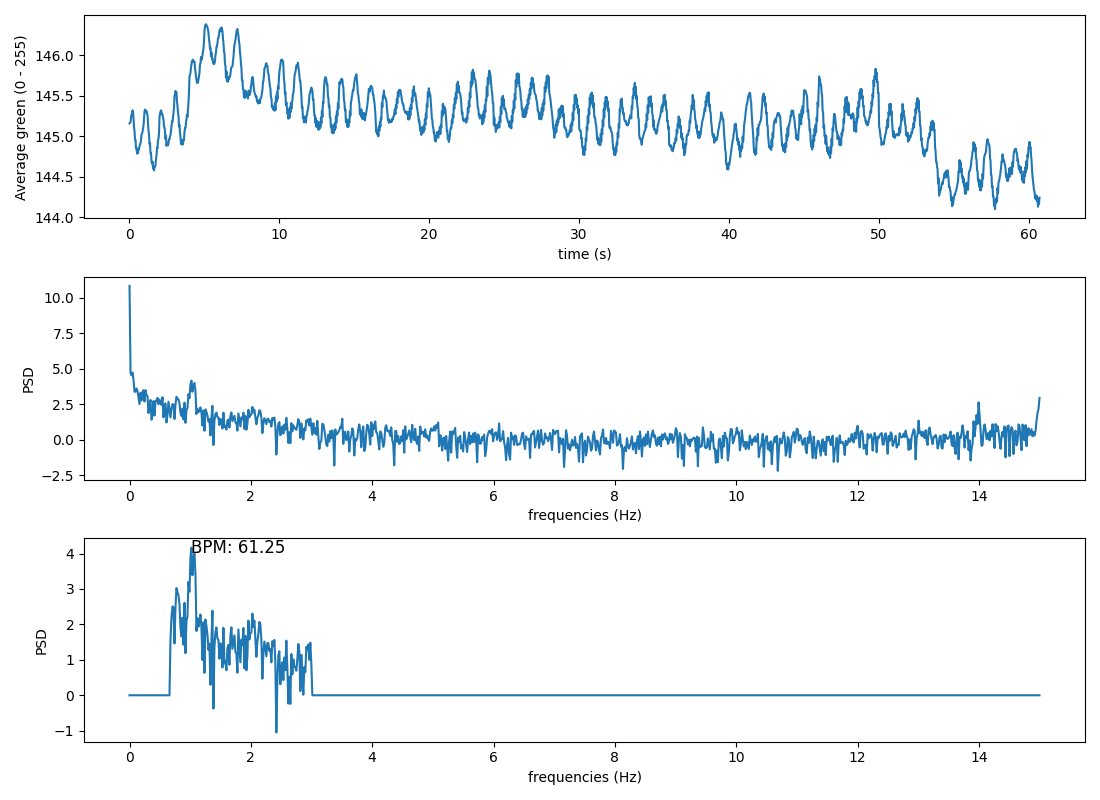 Average green (0 - 255)
146.0
145.5
145.0
144.5
144.0
0 10 20 30 40 50 60
time (s)
PSD
10.0
7.5
5.0
2.5
0.0
−2.5
0 2 4 6 8 10 12 14
frequencies (Hz)
BPM: 61.25
PSD
4
3
2
1
0
−1
0 2 4 6 8 10 12 14
frequencies (Hz)